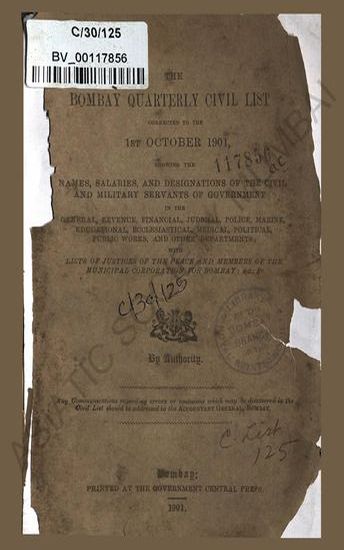 C/30/125
BV_00117856
THE
BOMBAY QUARTERLY CIVIL LIST
CORRECTED TO THE
1ST OCTOBER 1901,
117856
SHOWING THE
NAMES, SALARIES, AND DESIGNATIONS OF THE CIVIL
AND MILITARY SERVANTS OF GOVERNMENT
IN THE
GENERAL, REVENUE, FINANCIAL, JUDICIAL, POLICE, MARINE,
EDUCATIONAL, ECCLESIASTICAL, MEDICAL, POLITICAL,
PUBLIC WORKS, AND OTHER DEPARTMENTS;
WITH
LISTS OF JUSTICES OF THE PEACE AND MEMBERS OF THE
MUNICIPAL CORPORATION FOR BOMBAY; &c. &c.
C/30/125
By Authority.
Any Communications regarding errors or omissions which may be discovered in the
Civil List should be addressed to the ACCOUNTANT GENERAL, BOMBAY.
C. List
125
Bombay:
PRINTED AT THE GOVERNMENT CENTRAL PRESS.
1901.